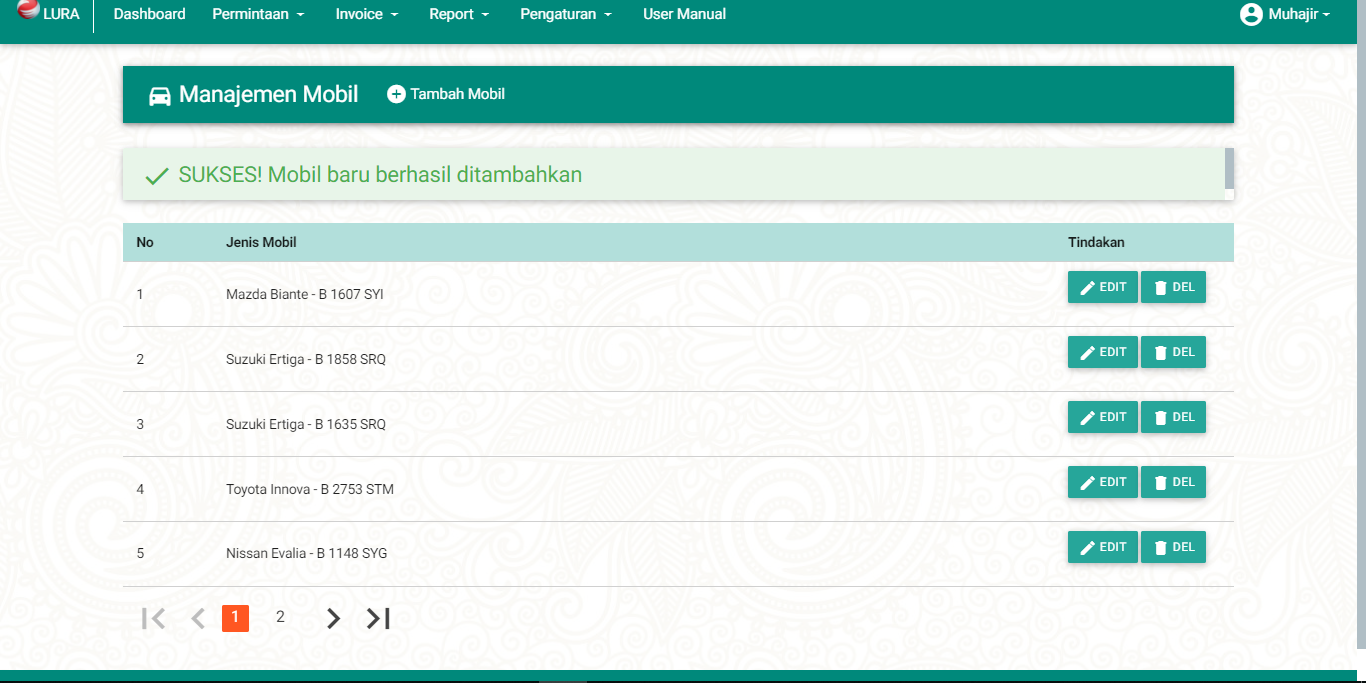 LURA Dashboard Permintaan Invoice Report Pengaturan User Manual Muhajir
Manajemen Mobil Tambah Mobil
SUKSES! Mobil baru berhasil ditambahkan
No Jenis Mobil Tindakan
1 Mazda Biante - B 1607 SYI EDIT DEL
2 Suzuki Ertiga - B 1858 SRQ EDIT DEL
3 Suzuki Ertiga - B 1635 SRQ EDIT DEL
4 Toyota Innova - B 2753 STM EDIT DEL
5 Nissan Evalia - B 1148 SYG EDIT DEL
1 2